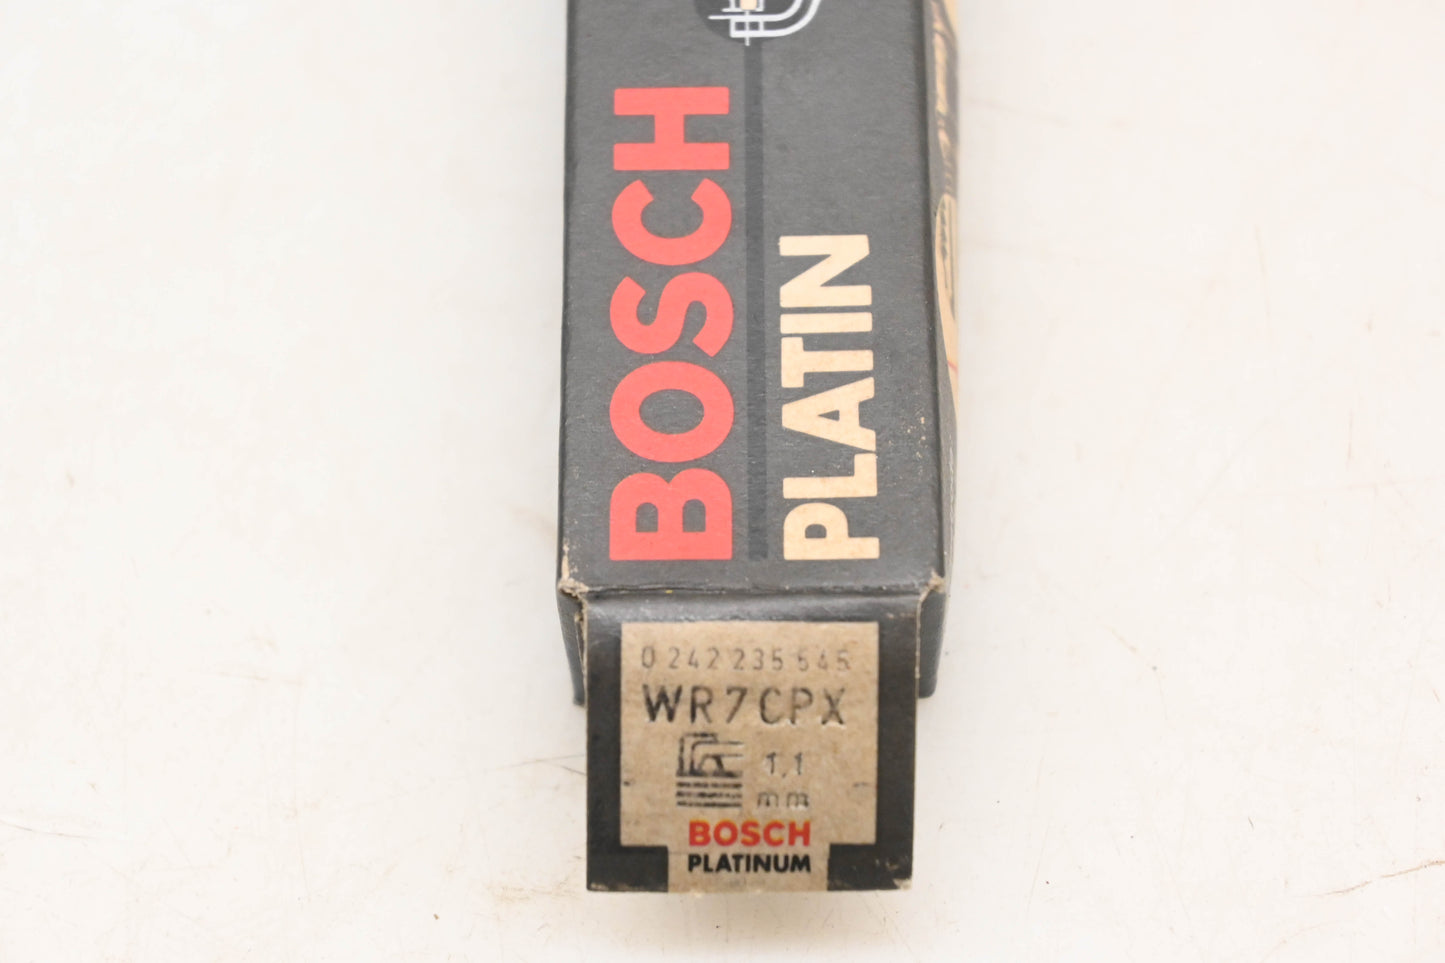 BOSCH
PLATIN
0 242 235 545
WR7CPX
1,1
mm
BOSCH
PLATINUM